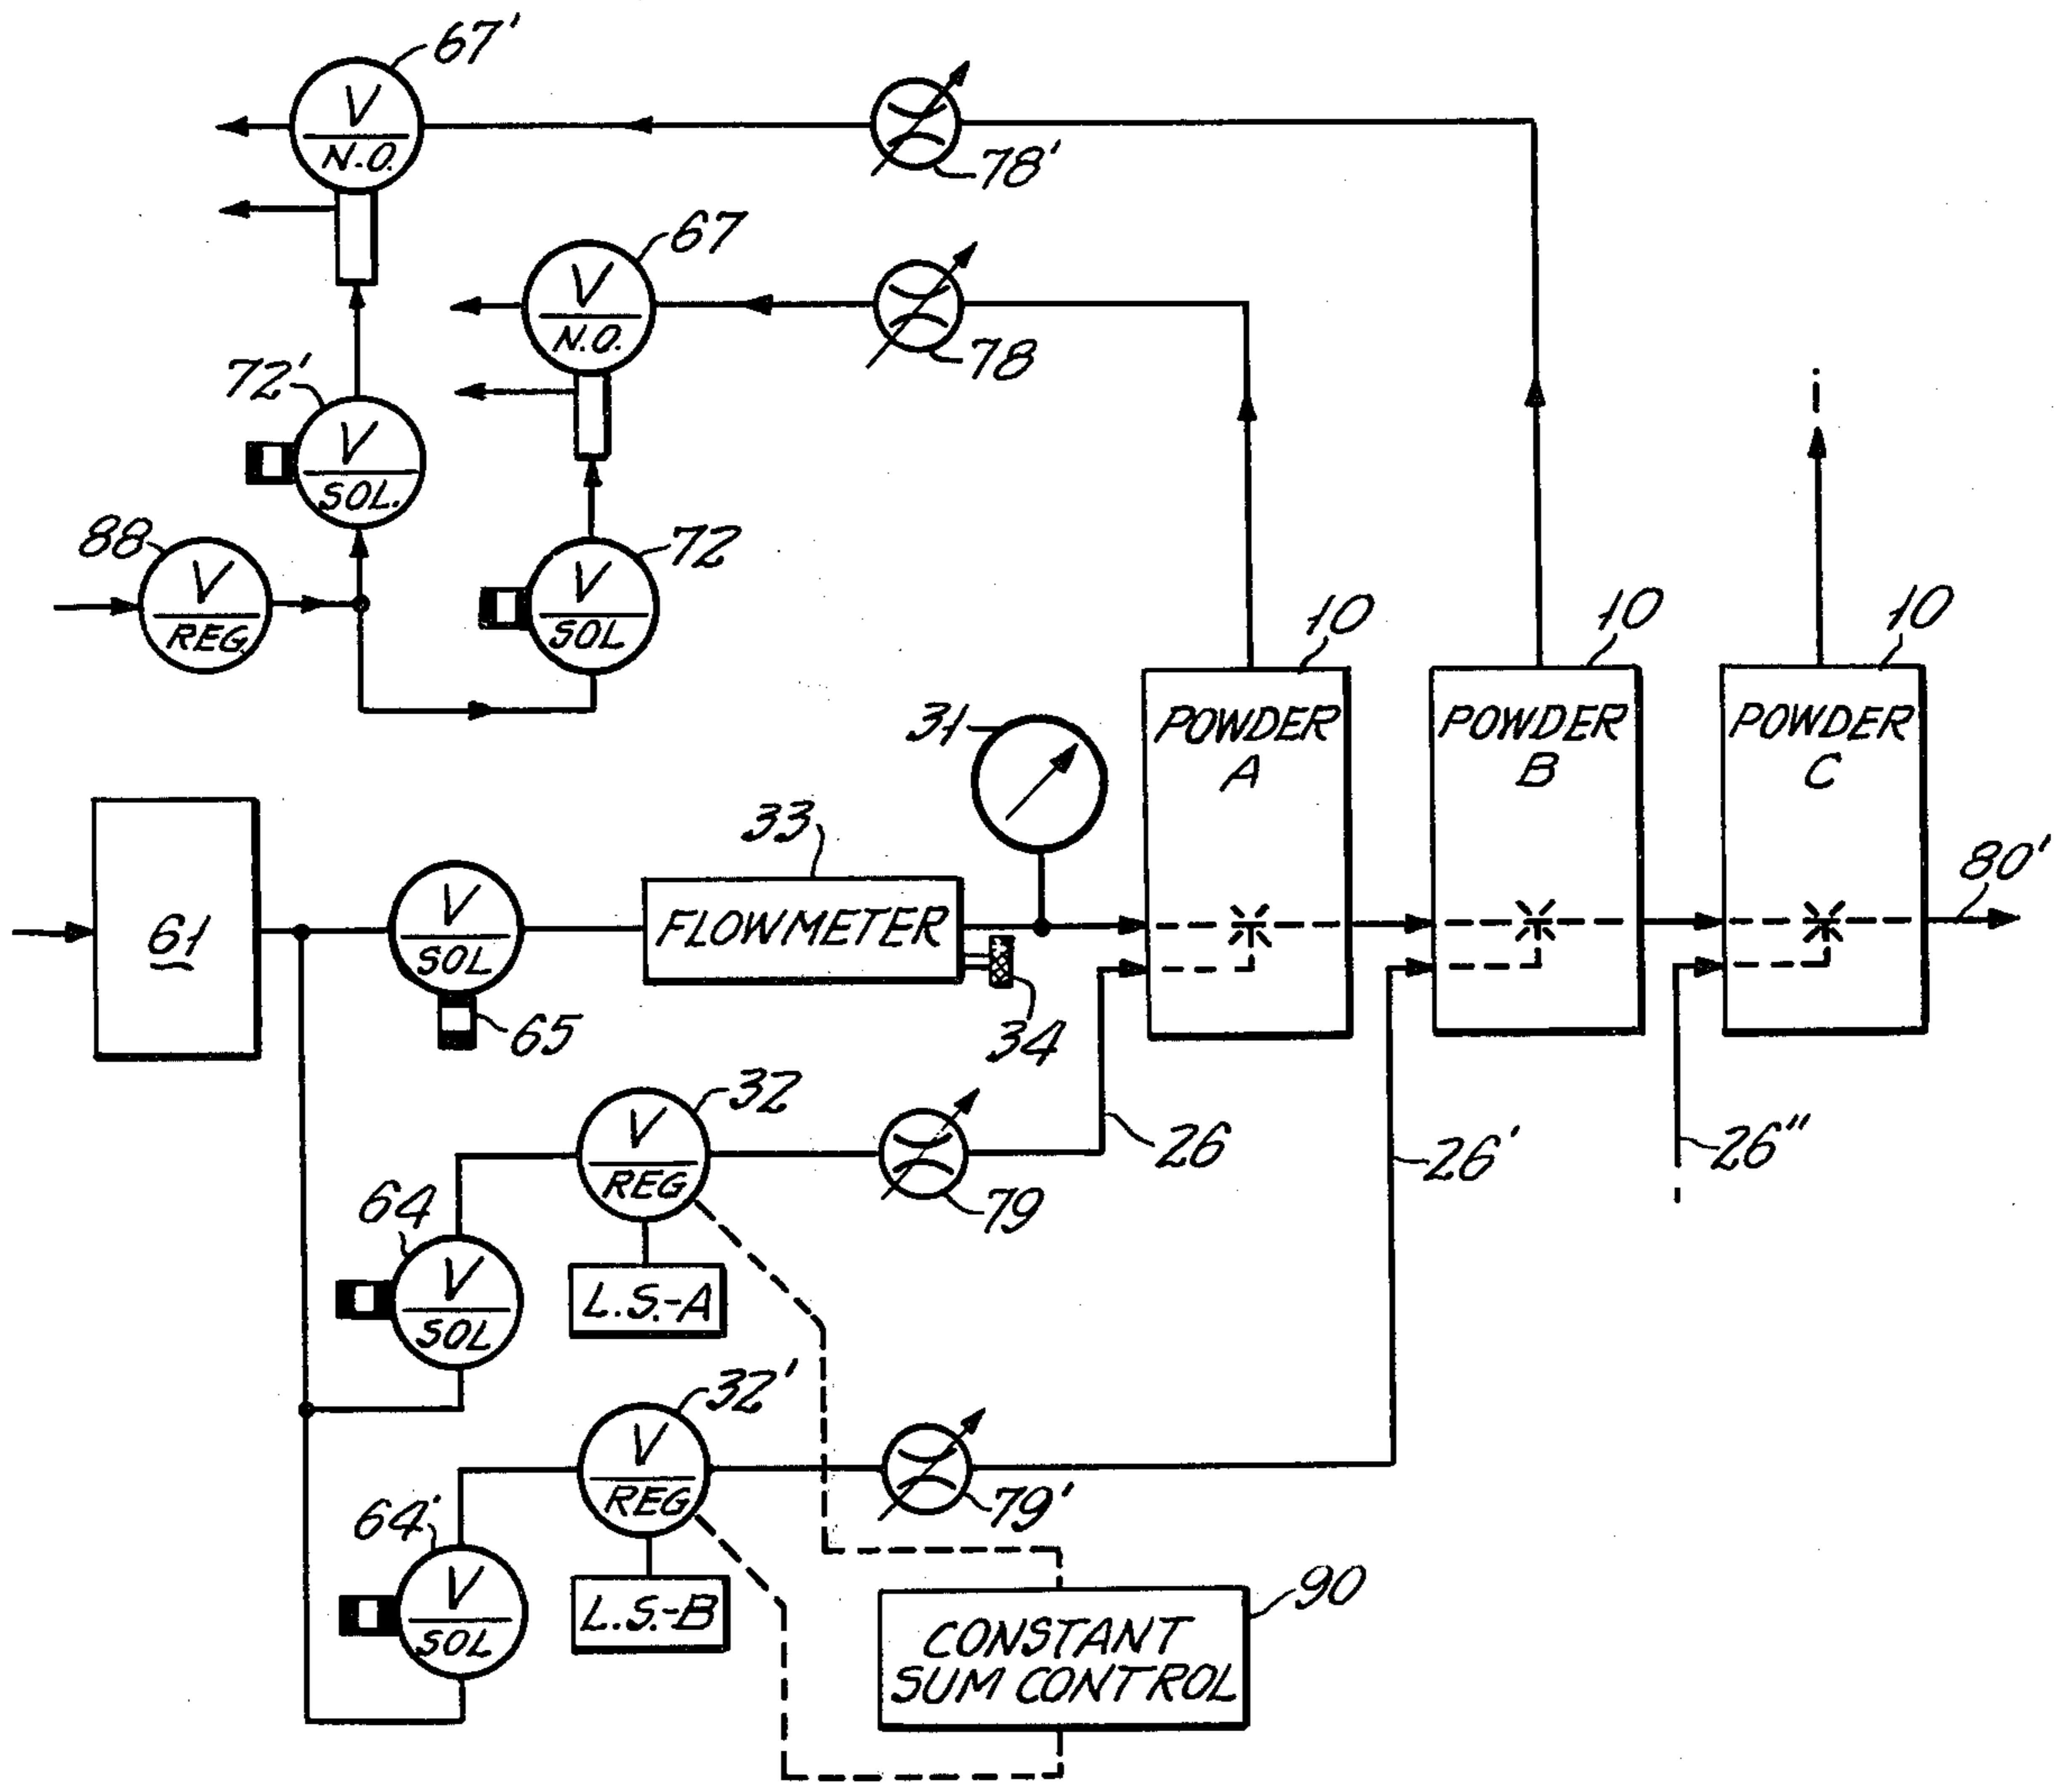 67'
V
N.O.
78'
67
V
N.O.
78
72'
V
SOL.
88
V
REG.
72
V
SOL
10
10
10
31
POWDER
A
POWDER
B
POWDER
C
33
80'
61
V
SOL
FLOWMETER
65
34
32
V
REG
26
26'
26"
79
64
V
SOL
L.S.-A
32'
V
REG
79'
64'
V
SOL
L.S.-B
90
CONSTANT
SUM CONTROL